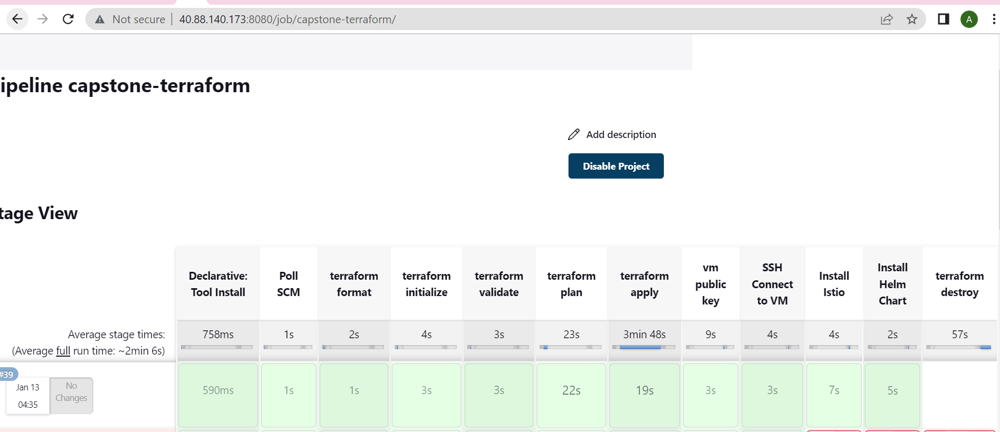 Not secure 40.88.140.173:8080/job/capstone-terraform/
A
ipeline capstone-terraform
Add description
Disable Project
tage View
Declarative: Tool Install
Poll SCM
terraform format
terraform initialize
terraform validate
terraform plan
terraform apply
vm public key
SSH Connect to VM
Install Istio
Install Helm Chart
terraform destroy
Average stage times:
(Average full run time: ~2min 6s)
758ms 1s 2s 4s 3s 23s 3min 48s 9s 4s 4s 2s 57s
#39
Jan 13
04:35
No
Changes
590ms 1s 1s 3s 3s 22s 19s 3s 3s 7s 5s